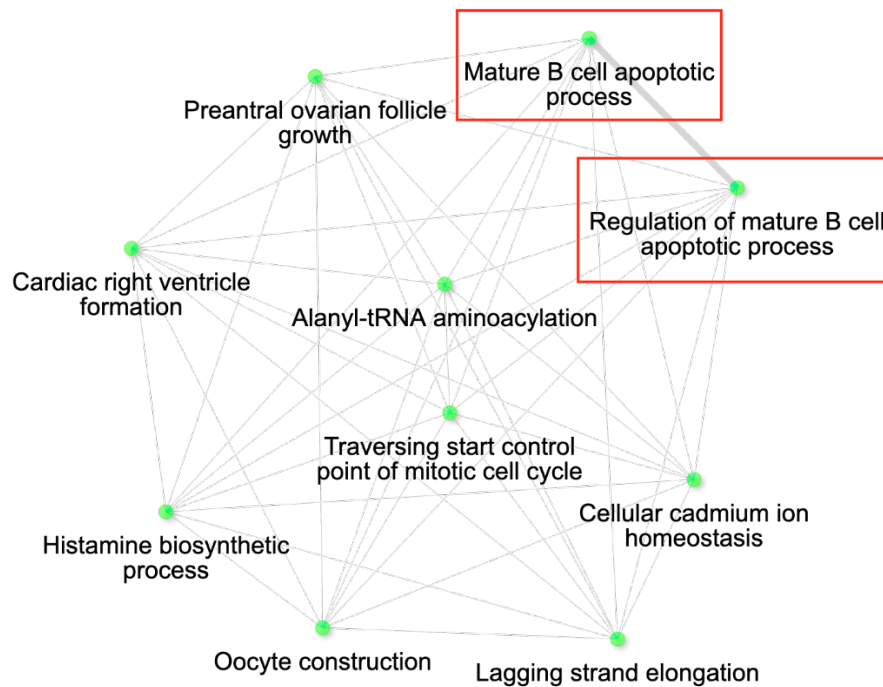 Mature B cell apoptotic
process
Preantral ovarian follicle
growth
Regulation of mature B cell
apoptotic process
Cardiac right ventricle
formation
Alanyl-tRNA aminoacylation
Traversing start control
point of mitotic cell cycle
Cellular cadmium ion
homeostasis
Histamine biosynthetic
process
Oocyte construction
Lagging strand elongation